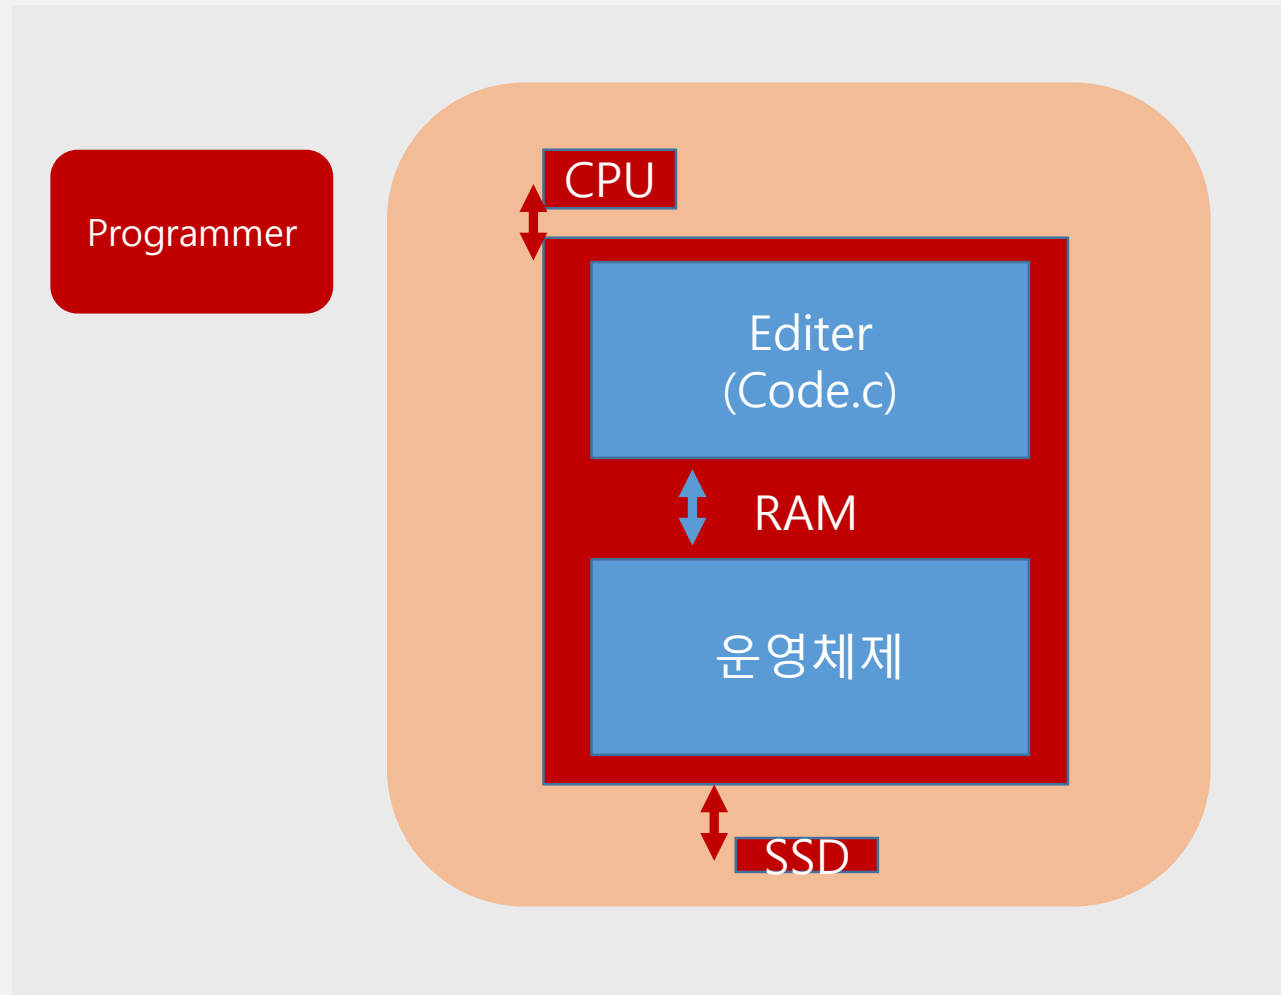 Programmer
CPU
Editer
(Code.c)
RAM
운영체제
SSD